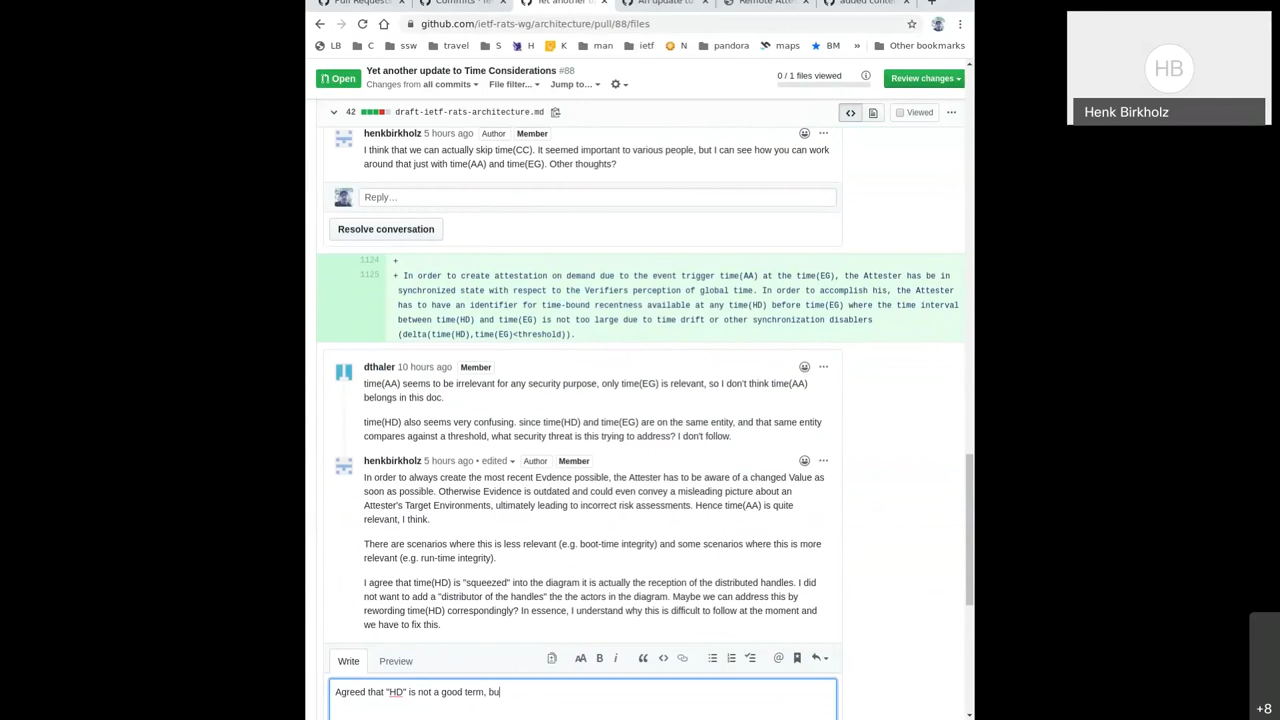 Pull Requests
Commits · i
Yet another u
An update to
Remote Attes
added conte
github.com/ietf-rats-wg/architecture/pull/88/files
LB C ssw travel S H K man ietf N pandora maps BM » Other bookmarks
Open
Yet another update to Time Considerations #88
Changes from all commits File filter... Jump to...
0 / 1 files viewed
Review changes
42 draft-ietf-rats-architecture.md
Viewed
henkbirkholz 5 hours ago Author Member
I think that we can actually skip time(CC). It seemed important to various people, but I can see how you can work
around that just with time(AA) and time(EG). Other thoughts?
Reply...
Resolve conversation
1124 +
1125 + In order to create attestation on demand due to the event trigger time(AA) at the time(EG), the Attester has be in
synchronized state with respect to the Verifiers perception of global time. In order to accomplish his, the Attester
has to have an identifier for time-bound recentness available at any time(HD) before time(EG) where the time interval
between time(HD) and time(EG) is not too large due to time drift or other synchronization disablers
(delta(time(HD),time(EG)<threshold)).
dthaler 10 hours ago Member
time(AA) seems to be irrelevant for any security purpose, only time(EG) is relevant, so I don't think time(AA)
belongs in this doc.
time(HD) also seems very confusing. since time(HD) and time(EG) are on the same entity, and that same entity
compares against a threshold, what security threat is this trying to address? I don't follow.
henkbirkholz 5 hours ago • edited Author Member
In order to always create the most recent Evdence possible, the Attester has to be aware of a changed Value as
soon as possible. Otherwise Evidence is outdated and could even convey a misleading picture about an
Attester's Target Environments, ultimately leading to incorrect risk assessments. Hence time(AA) is quite
relevant, I think.
There are scenarios where this is less relevant (e.g. boot-time integrity) and some scenarios where this is more
relevant (e.g. run-time integrity).
I agree that time(HD) is "squeezed" into the diagram it is actually the reception of the distributed handles. I did
not want to add a "distributor of the handles" the the actors in the diagram. Maybe we can address this by
rewording time(HD) correspondingly? In essence, I understand why this is difficult to follow at the moment and
we have to fix this.
Write Preview
Agreed that "HD" is not a good term, bu
HB
Henk Birkholz
+8